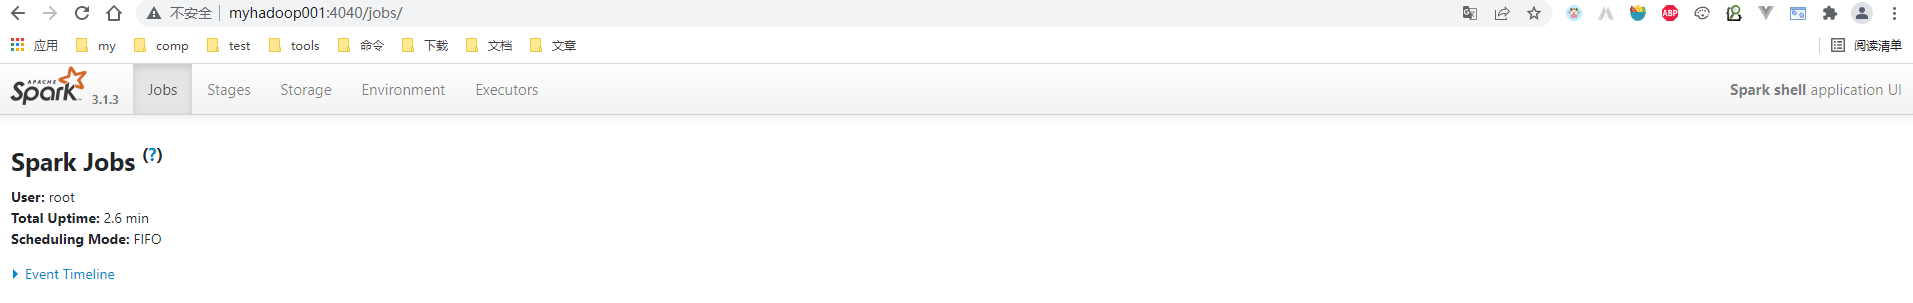 不安全 myhadoop001:4040/jobs/
应用 my comp test tools 命令 下载 文档 文章 阅读清单
APACHE Spark 3.1.3 Jobs Stages Storage Environment Executors Spark shell application UI
Spark Jobs (?)
User: root
Total Uptime: 2.6 min
Scheduling Mode: FIFO
Event Timeline